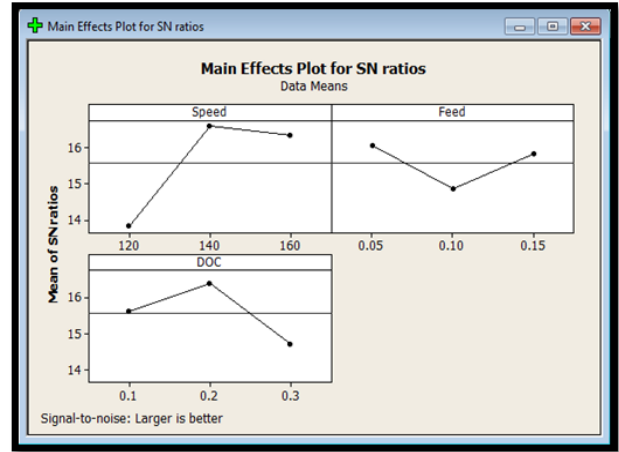 Main Effects Plot for SN ratios
Main Effects Plot for SN ratios
Data Means
Speed Feed
16
15
14
120 140 160 0.05 0.10 0.15
DOC
16
15
14
0.1 0.2 0.3
Mean of SN ratios
Signal-to-noise: Larger is better